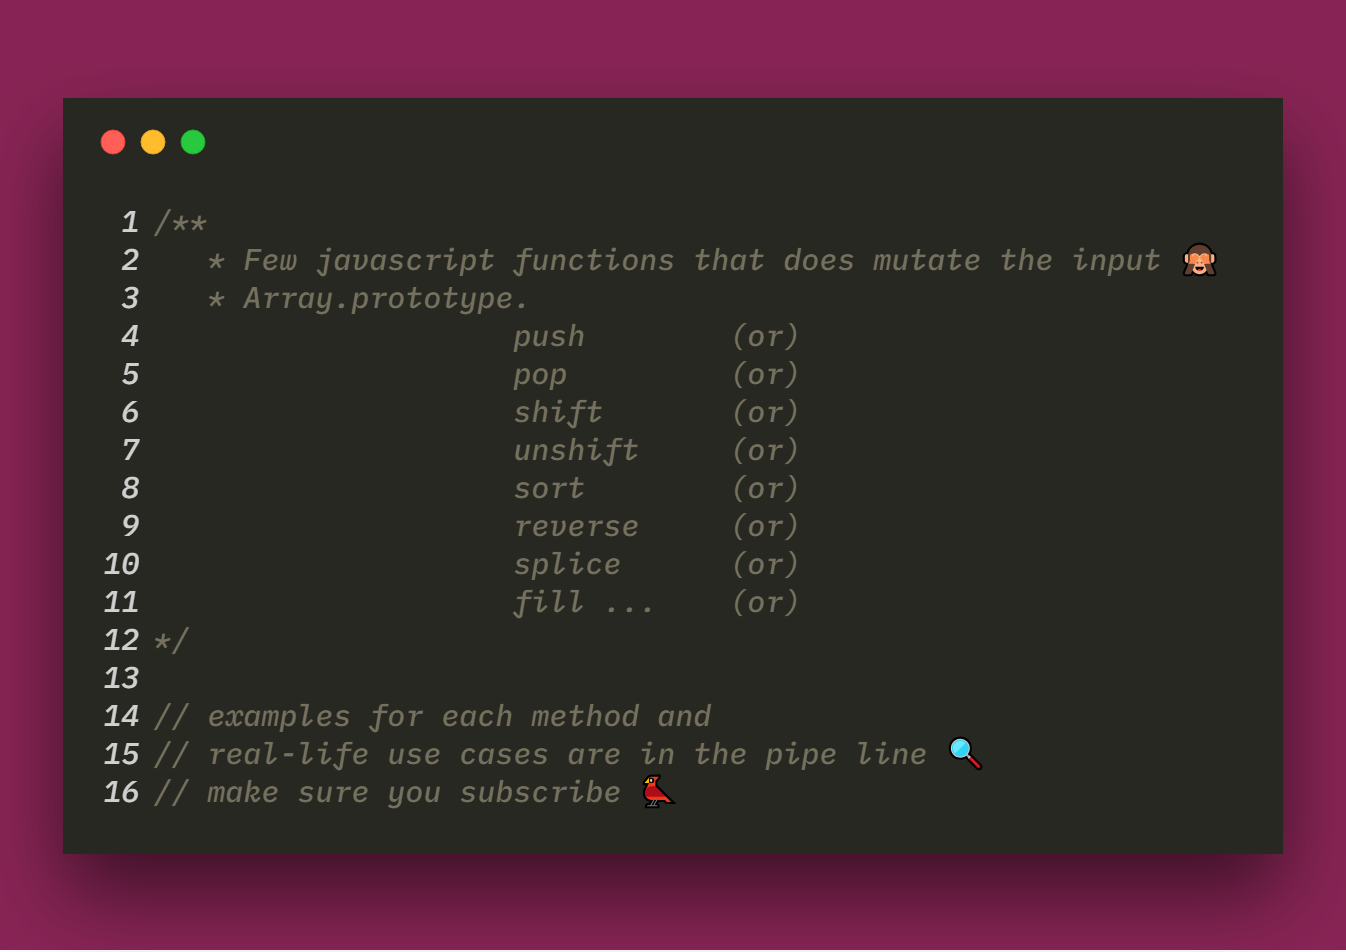 1 /**
2    * Few javascript functions that does mutate the input 🙈
3    * Array.prototype.
4                     push        (or)
5                     pop         (or)
6                     shift       (or)
7                     unshift     (or)
8                     sort        (or)
9                     reverse     (or)
10                    splice      (or)
11                    fill ...    (or)
12 */
13
14 // examples for each method and
15 // real-life use cases are in the pipe line 🔍
16 // make sure you subscribe 🐦